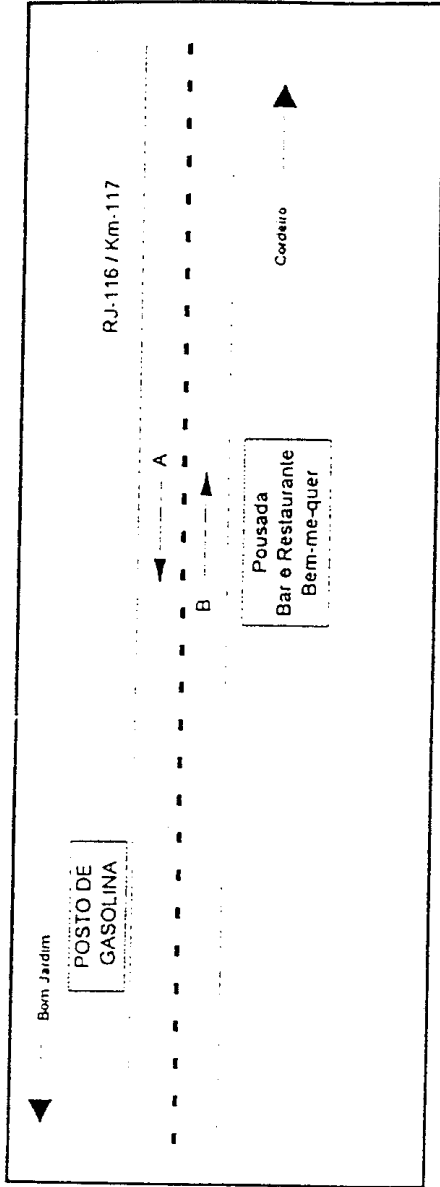 Bom Jardim
POSTO DE
GASOLINA
RJ-116 / Km-117
A
B
Pousada
Bar e Restaurante
Bem-me-quer
Cordeiro